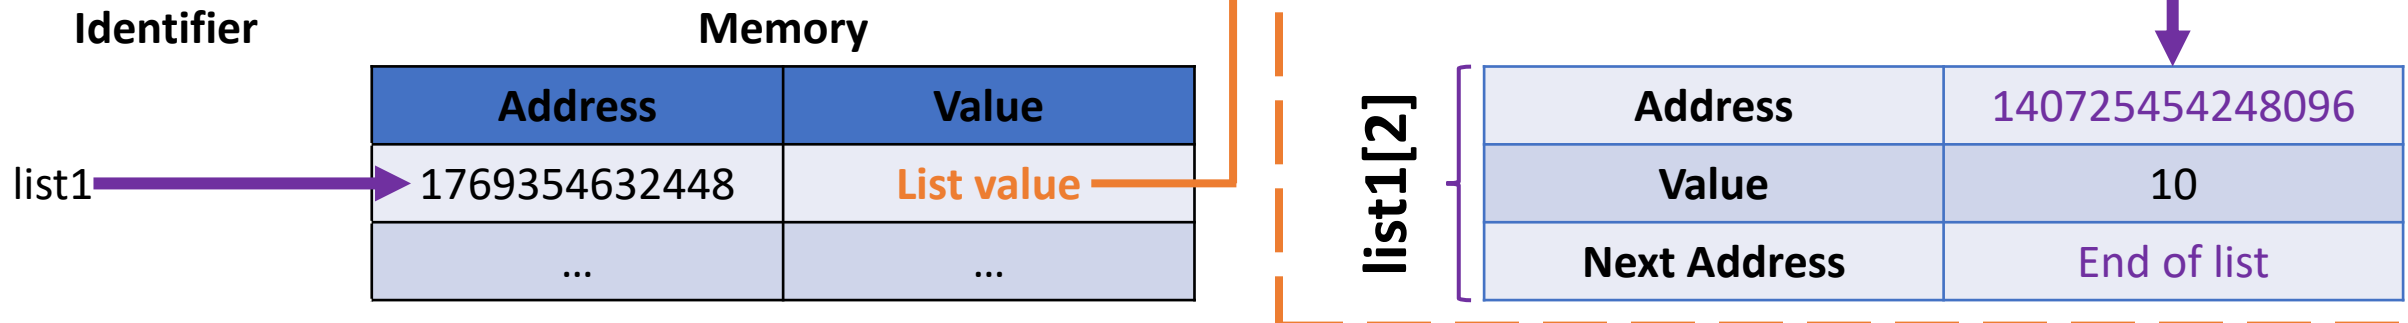 Identifier
Memory
Address Value
list1 1769354632448 List value
... ...
list1[2]
Address 140725454248096
Value 10
Next Address End of list